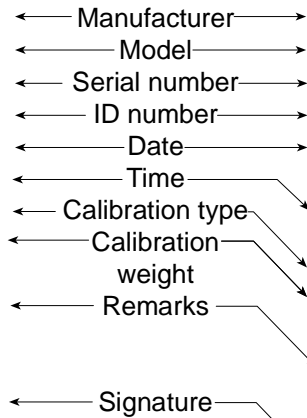 Manufacturer
Model
Serial number
ID number
Date
Time
Calibration type
Calibration
weight
Remarks
Signature